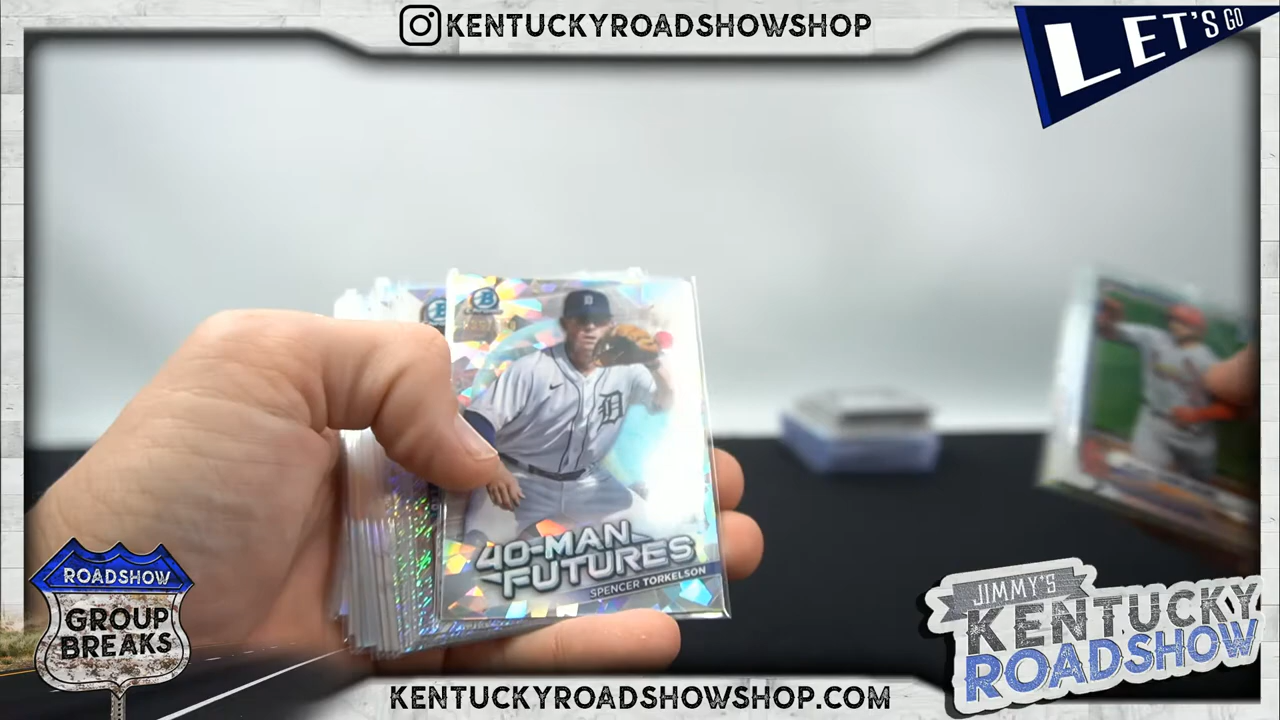 KENTUCKYROADSHOWSHOP
LET'S GO
D
B
D
40-MAN
FUTURES
SPENCER TORKELSON
ROADSHOW
GROUP
BREAKS
JIMMY'S
KENTUCKY
ROADSHOW
KENTUCKYROADSHOWSHOP.COM